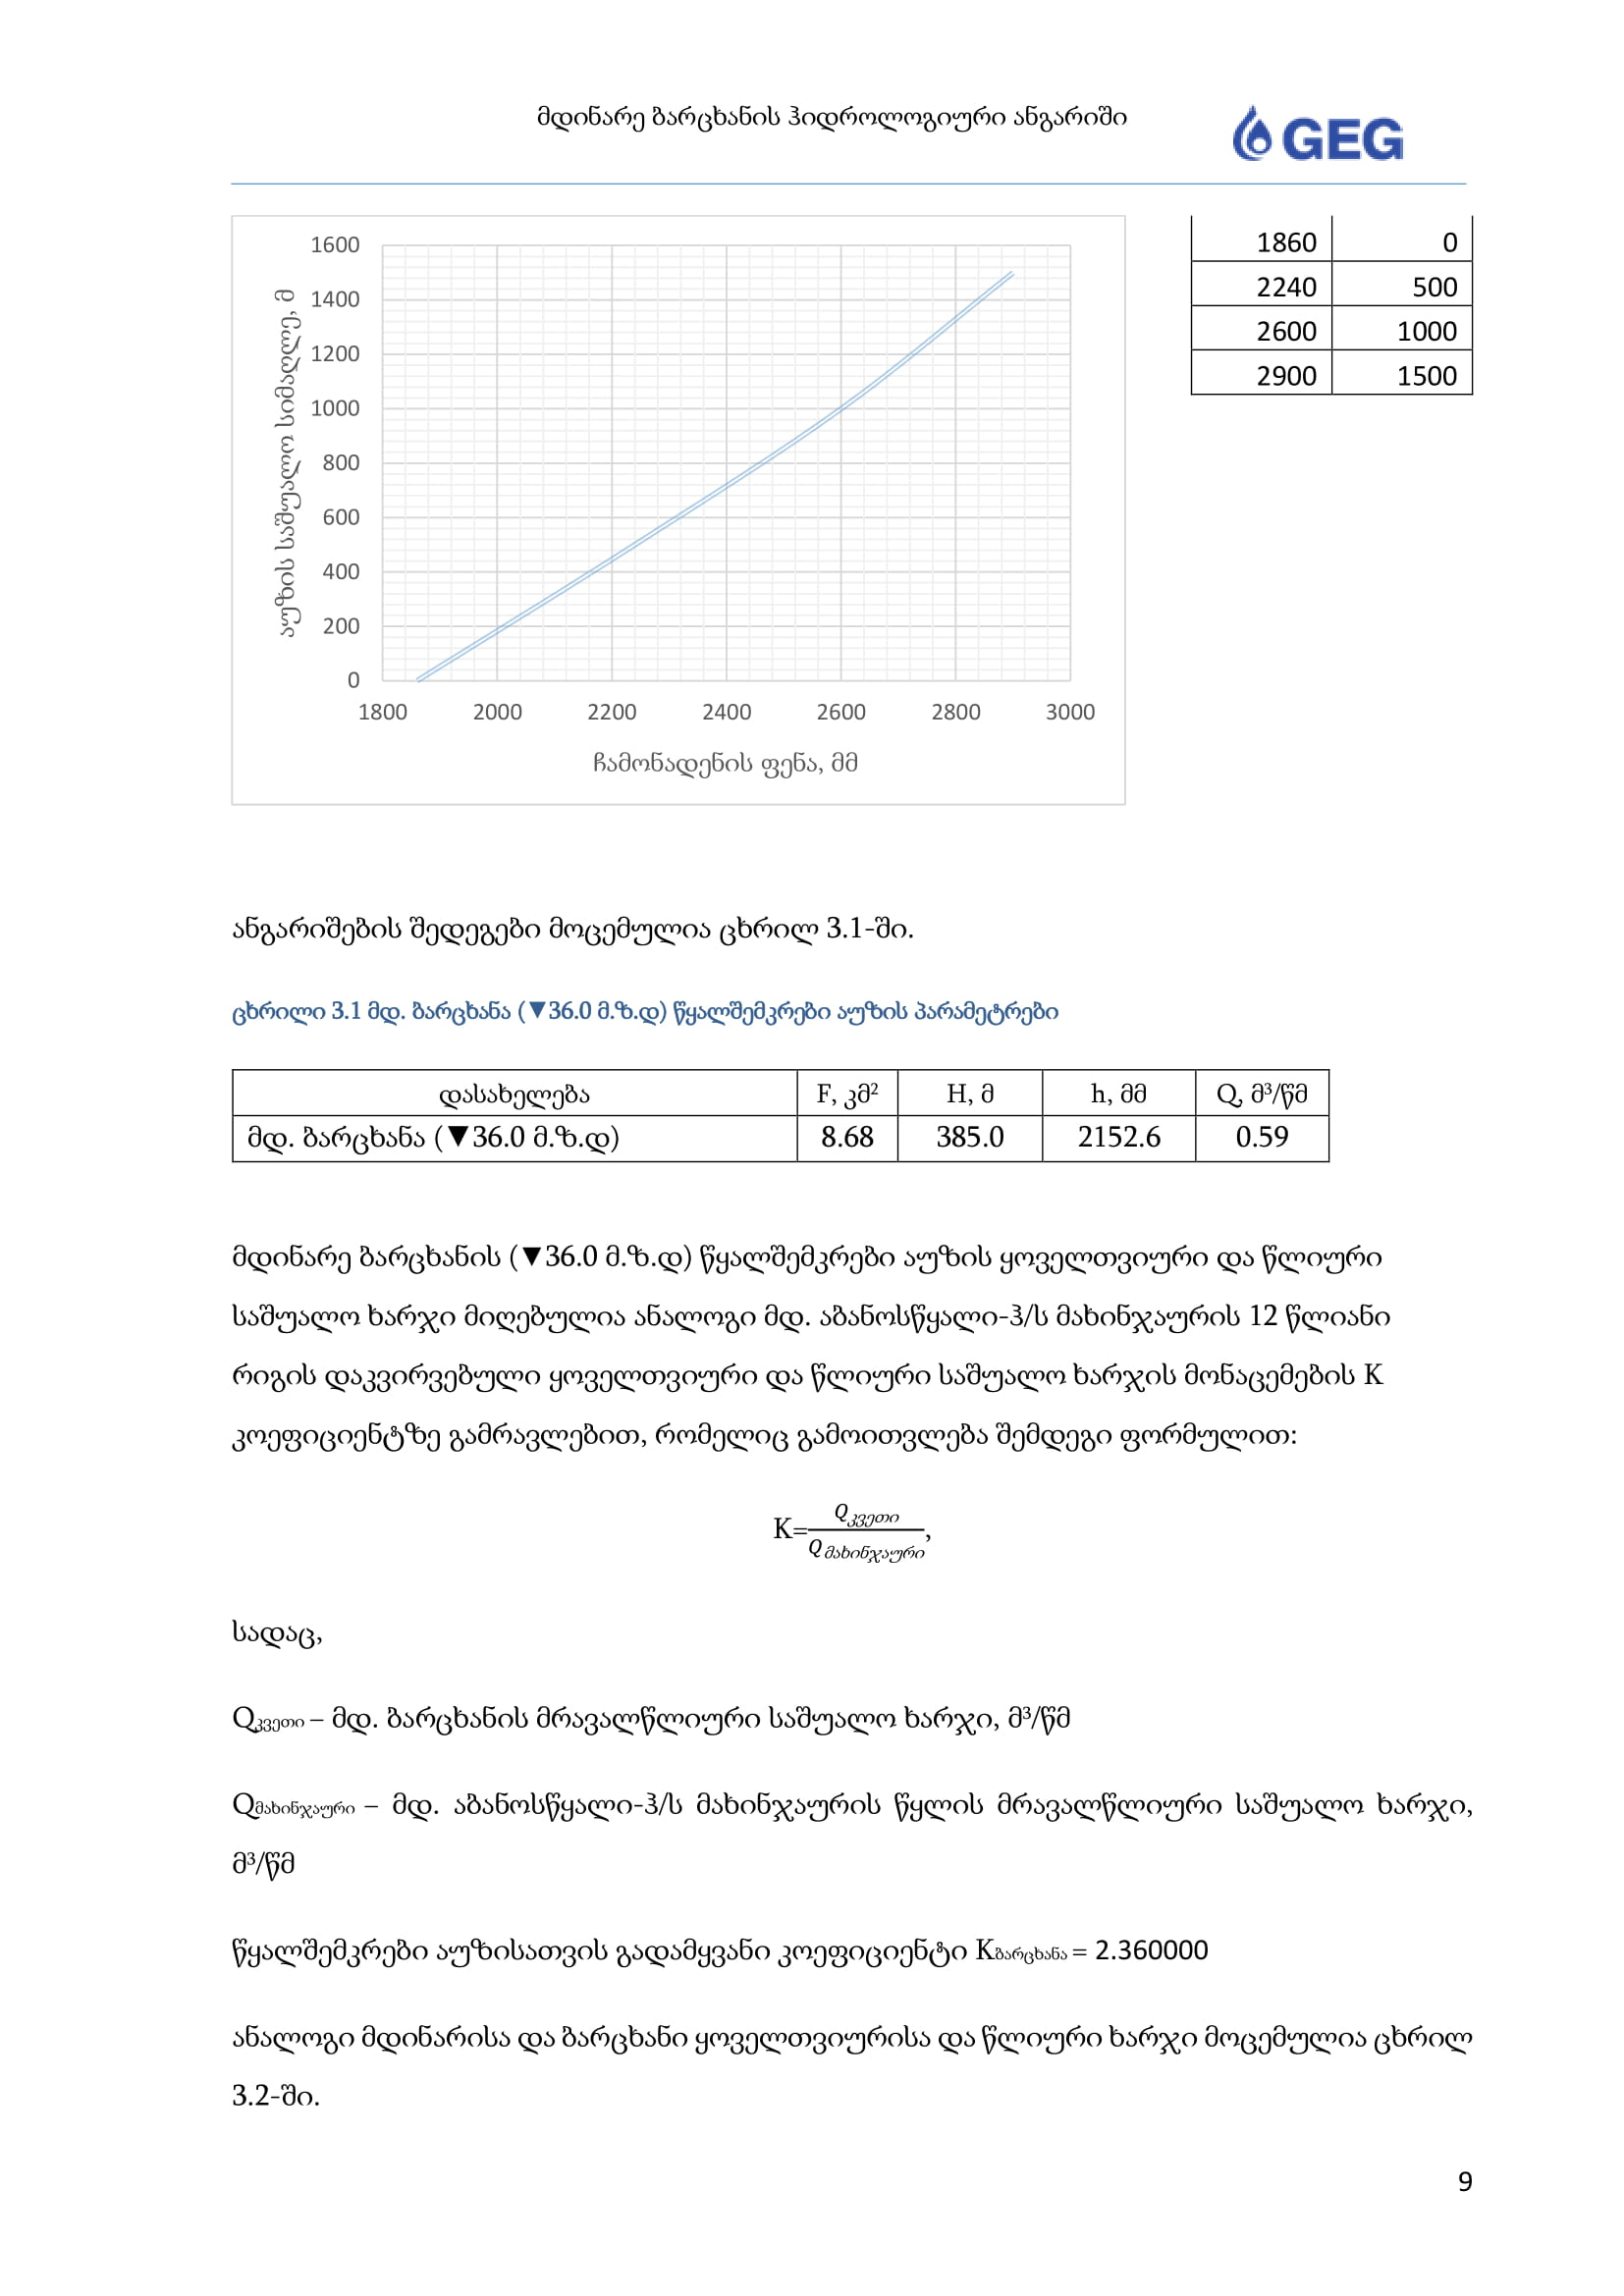 მდინარე ბარცხანის ჰიდროლოგიური ანგარიში
GEG
1600
1400
1200
1000
800
600
400
200
0
აუზის საშუალო სიმაღლე, მ
1800 2000 2200 2400 2600 2800 3000
ჩამონადენის ფენა, მმ
1860 0
2240 500
2600 1000
2900 1500
ანგარიშების შედეგები მოცემულია ცხრილ 3.1-ში.
ცხრილი 3.1 მდ. ბარცხანა (▼36.0 მ.ზ.დ) წყალშემკრები აუზის პარამეტრები
დასახელება F, კმ² H, მ h, მმ Q, მ³/წმ
მდ. ბარცხანა (▼36.0 მ.ზ.დ) 8.68 385.0 2152.6 0.59
მდინარე ბარცხანის (▼36.0 მ.ზ.დ) წყალშემკრები აუზის ყოველთვიური და წლიური
საშუალო ხარჯი მიღებულია ანალოგი მდ. აბანოსწყალი-ჰ/ს მახინჯაურის 12 წლიანი
რიგის დაკვირვებული ყოველთვიური და წლიური საშუალო ხარჯის მონაცემების K
კოეფიციენტზე გამრავლებით, რომელიც გამოითვლება შემდეგი ფორმულით:
K=Qკვეთი/Qმახინჯაური,
სადაც,
Qკვეთი – მდ. ბარცხანის მრავალწლიური საშუალო ხარჯი, მ³/წმ
Qმახინჯაური – მდ. აბანოსწყალი-ჰ/ს მახინჯაურის წყლის მრავალწლიური საშუალო ხარჯი,
მ³/წმ
წყალშემკრები აუზისათვის გადამყვანი კოეფიციენტი Kბარცხანა = 2.360000
ანალოგი მდინარისა და ბარცხანი ყოველთვიურისა და წლიური ხარჯი მოცემულია ცხრილ
3.2-ში.
9